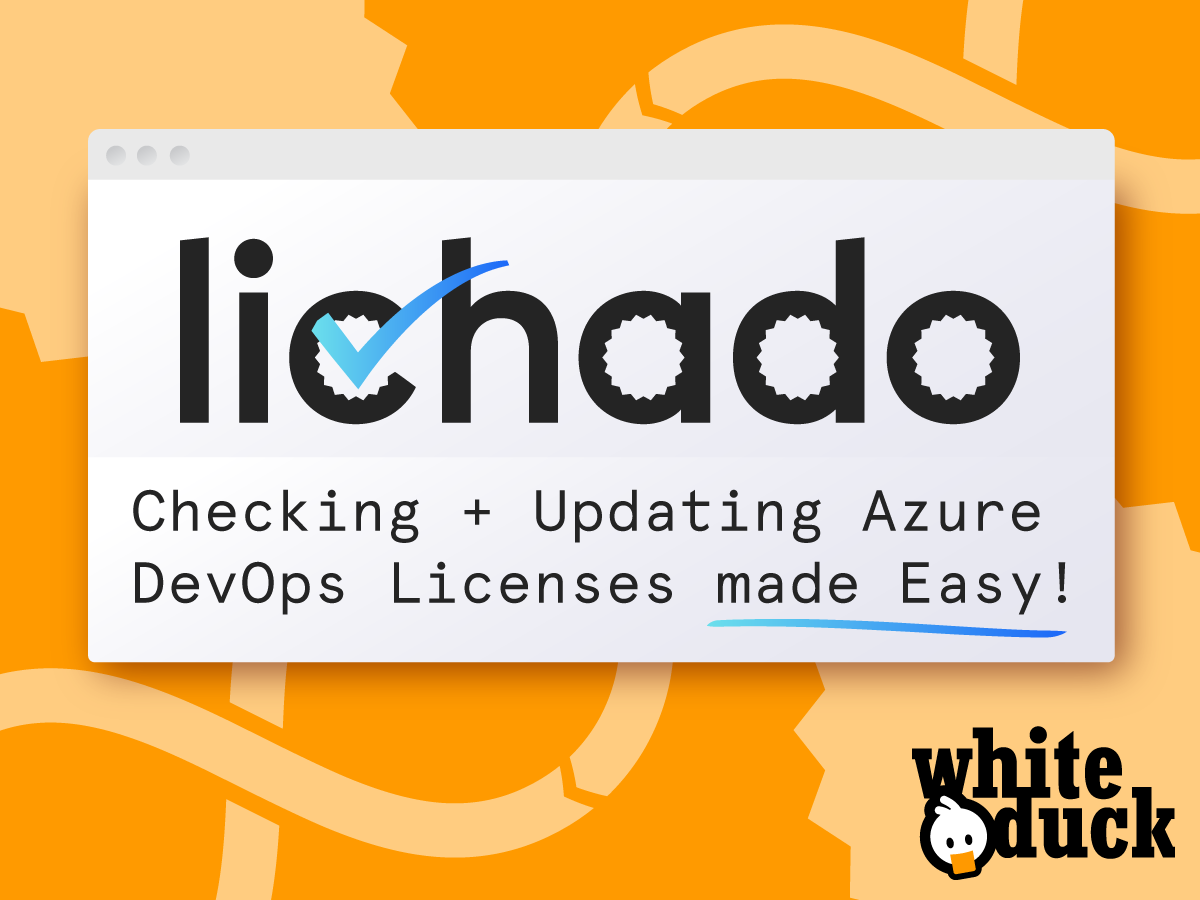 lichado
Checking + Updating Azure
DevOps Licenses made Easy!
white
duck